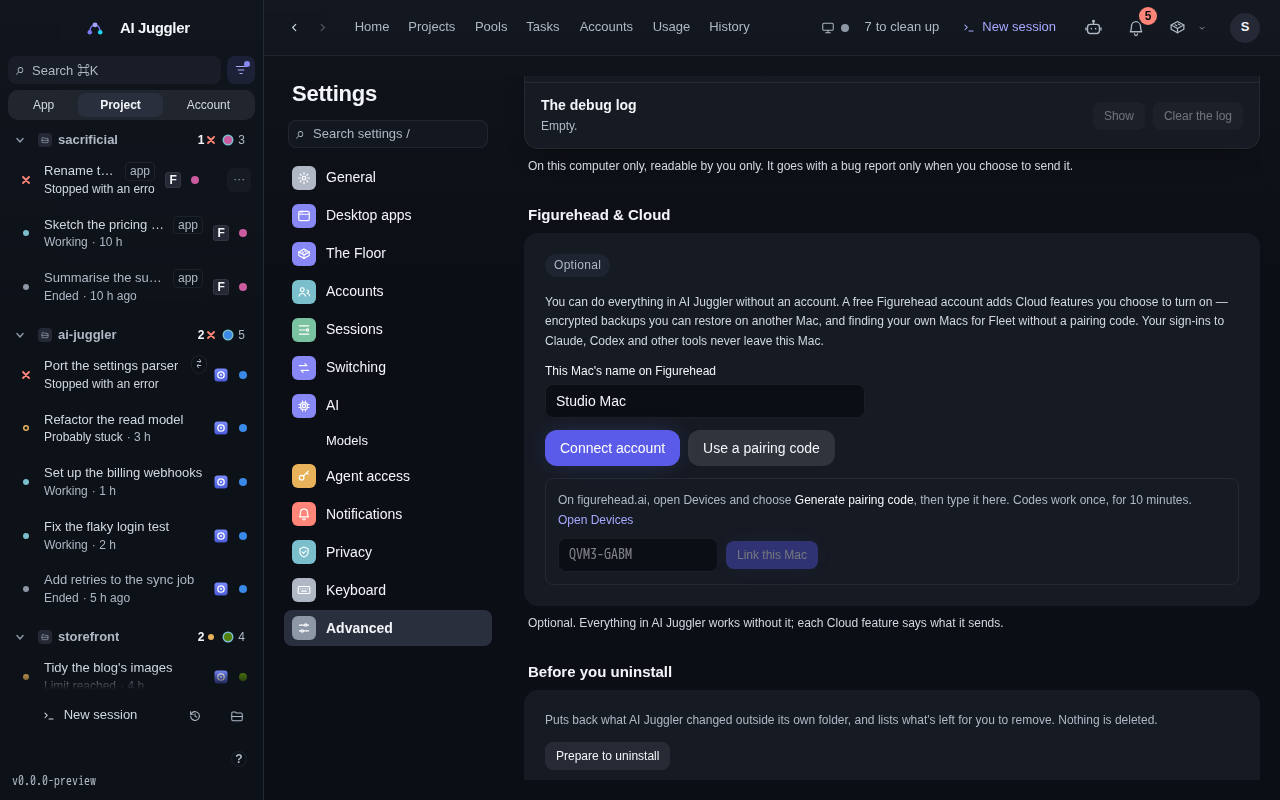 AI Juggler
Search ⌘K
App
Project
Account
sacrificial
1
3
Rename t…
app
Stopped with an erro
F
Sketch the pricing …
app
Working · 10 h
F
Summarise the su…
app
Ended · 10 h ago
F
ai-juggler
2
5
Port the settings parser
Stopped with an error
Refactor the read model
Probably stuck · 3 h
Set up the billing webhooks
Working · 1 h
Fix the flaky login test
Working · 2 h
Add retries to the sync job
Ended · 5 h ago
storefront
2
4
Tidy the blog's images
Limit reached · 4 h
New session
?
v0.0.0-preview
Home
Projects
Pools
Tasks
Accounts
Usage
History
7 to clean up
New session
5
S
Settings
Search settings /
General
Desktop apps
The Floor
Accounts
Sessions
Switching
AI
Models
Agent access
Notifications
Privacy
Keyboard
Advanced
The debug log
Empty.
Show
Clear the log
On this computer only, readable by you only. It goes with a bug report only when you choose to send it.
Figurehead & Cloud
Optional
You can do everything in AI Juggler without an account. A free Figurehead account adds Cloud features you choose to turn on —
encrypted backups you can restore on another Mac, and finding your own Macs for Fleet without a pairing code. Your sign-ins to
Claude, Codex and other tools never leave this Mac.
This Mac's name on Figurehead
Studio Mac
Connect account
Use a pairing code
On figurehead.ai, open Devices and choose Generate pairing code, then type it here. Codes work once, for 10 minutes.
Open Devices
QVM3-GABM
Link this Mac
Optional. Everything in AI Juggler works without it; each Cloud feature says what it sends.
Before you uninstall
Puts back what AI Juggler changed outside its own folder, and lists what's left for you to remove. Nothing is deleted.
Prepare to uninstall